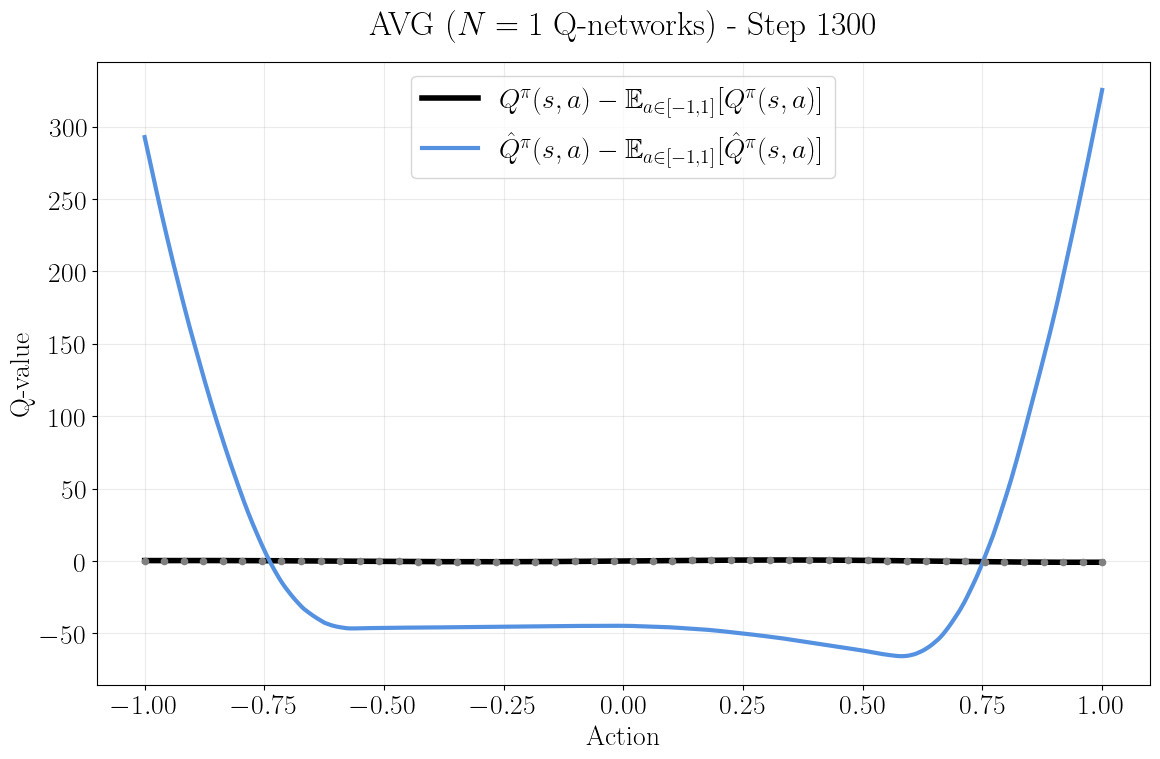 AVG (N = 1 Q-networks) - Step 1300
Q^π(s, a) − 𝔼_{a∈[−1,1]}[Q^π(s, a)]
Q̂^π(s, a) − 𝔼_{a∈[−1,1]}[Q̂^π(s, a)]
300
250
200
150
100
50
0
−50
Q-value
−1.00 −0.75 −0.50 −0.25 0.00 0.25 0.50 0.75 1.00
Action